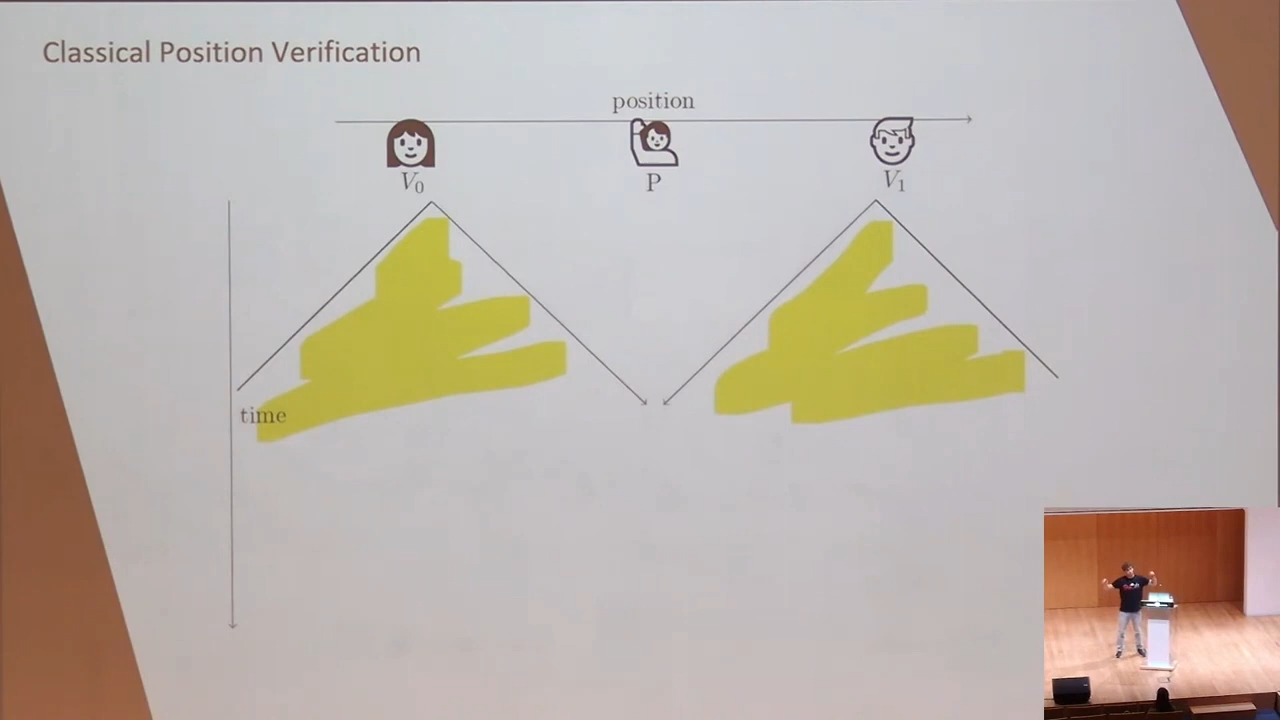 Classical Position Verification
position
V₀
P
V₁
time